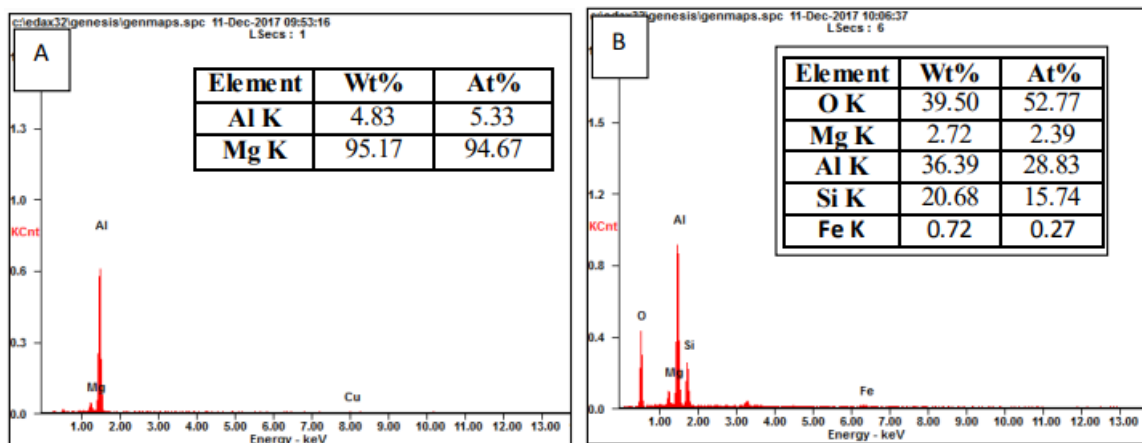 c:\edax32\genesis\genmaps.spc 11-Dec-2017 09:53:16
LSecs : 1
A
Element Wt% At%
Al K 4.83 5.33
Mg K 95.17 94.67
1.3
1.0
KCnt
0.6
0.3
0.0
Al
Mg
Cu
1.00 2.00 3.00 4.00 5.00 6.00 7.00 8.00 9.00 10.00 11.00 12.00 13.00
Energy - keV
c:\edax32\genesis\genmaps.spc 11-Dec-2017 10:06:37
LSecs : 6
B
Element Wt% At%
O K 39.50 52.77
Mg K 2.72 2.39
Al K 36.39 28.83
Si K 20.68 15.74
Fe K 0.72 0.27
1.5
1.2
KCnt
0.8
0.4
0.0
Al
O
Si
Mg
Fe
1.00 2.00 3.00 4.00 5.00 6.00 7.00 8.00 9.00 10.00 11.00 12.00 13.00
Energy - keV